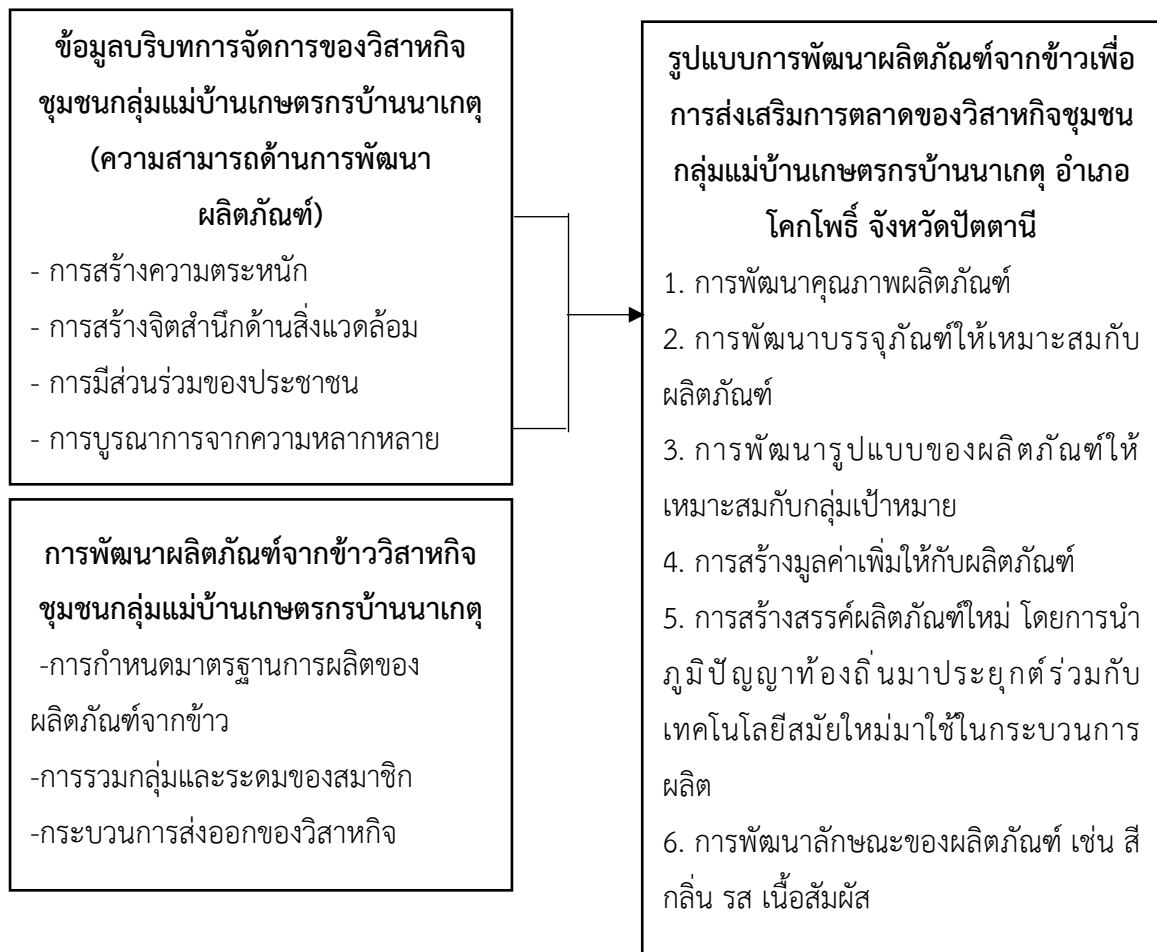 ข้อมูลบริบทการจัดการของวิสาหกิจ
ชุมชนกลุ่มแม่บ้านเกษตรกรบ้านนาเกตุ
(ความสามารถด้านการพัฒนา
ผลิตภัณฑ์)
- การสร้างความตระหนัก
- การสร้างจิตสำนึกด้านสิ่งแวดล้อม
- การมีส่วนร่วมของประชาชน
- การบูรณาการจากความหลากหลาย
การพัฒนาผลิตภัณฑ์จากข้าววิสาหกิจ
ชุมชนกลุ่มแม่บ้านเกษตรกรบ้านนาเกตุ
-การกำหนดมาตรฐานการผลิตของ
ผลิตภัณฑ์จากข้าว
-การรวมกลุ่มและระดมของสมาชิก
-กระบวนการส่งออกของวิสาหกิจ
รูปแบบการพัฒนาผลิตภัณฑ์จากข้าวเพื่อ
การส่งเสริมการตลาดของวิสาหกิจชุมชน
กลุ่มแม่บ้านเกษตรกรบ้านนาเกตุ อำเภอ
โคกโพธิ์ จังหวัดปัตตานี
1. การพัฒนาคุณภาพผลิตภัณฑ์
2. การพัฒนาบรรจุภัณฑ์ให้เหมาะสมกับ
ผลิตภัณฑ์
3. การพัฒนารูปแบบของผลิตภัณฑ์ให้
เหมาะสมกับกลุ่มเป้าหมาย
4. การสร้างมูลค่าเพิ่มให้กับผลิตภัณฑ์
5. การสร้างสรรค์ผลิตภัณฑ์ใหม่ โดยการนำ
ภูมิปัญญาท้องถิ่นมาประยุกต์ร่วมกับ
เทคโนโลยีสมัยใหม่มาใช้ในกระบวนการ
ผลิต
6. การพัฒนาลักษณะของผลิตภัณฑ์ เช่น สี
กลิ่น รส เนื้อสัมผัส